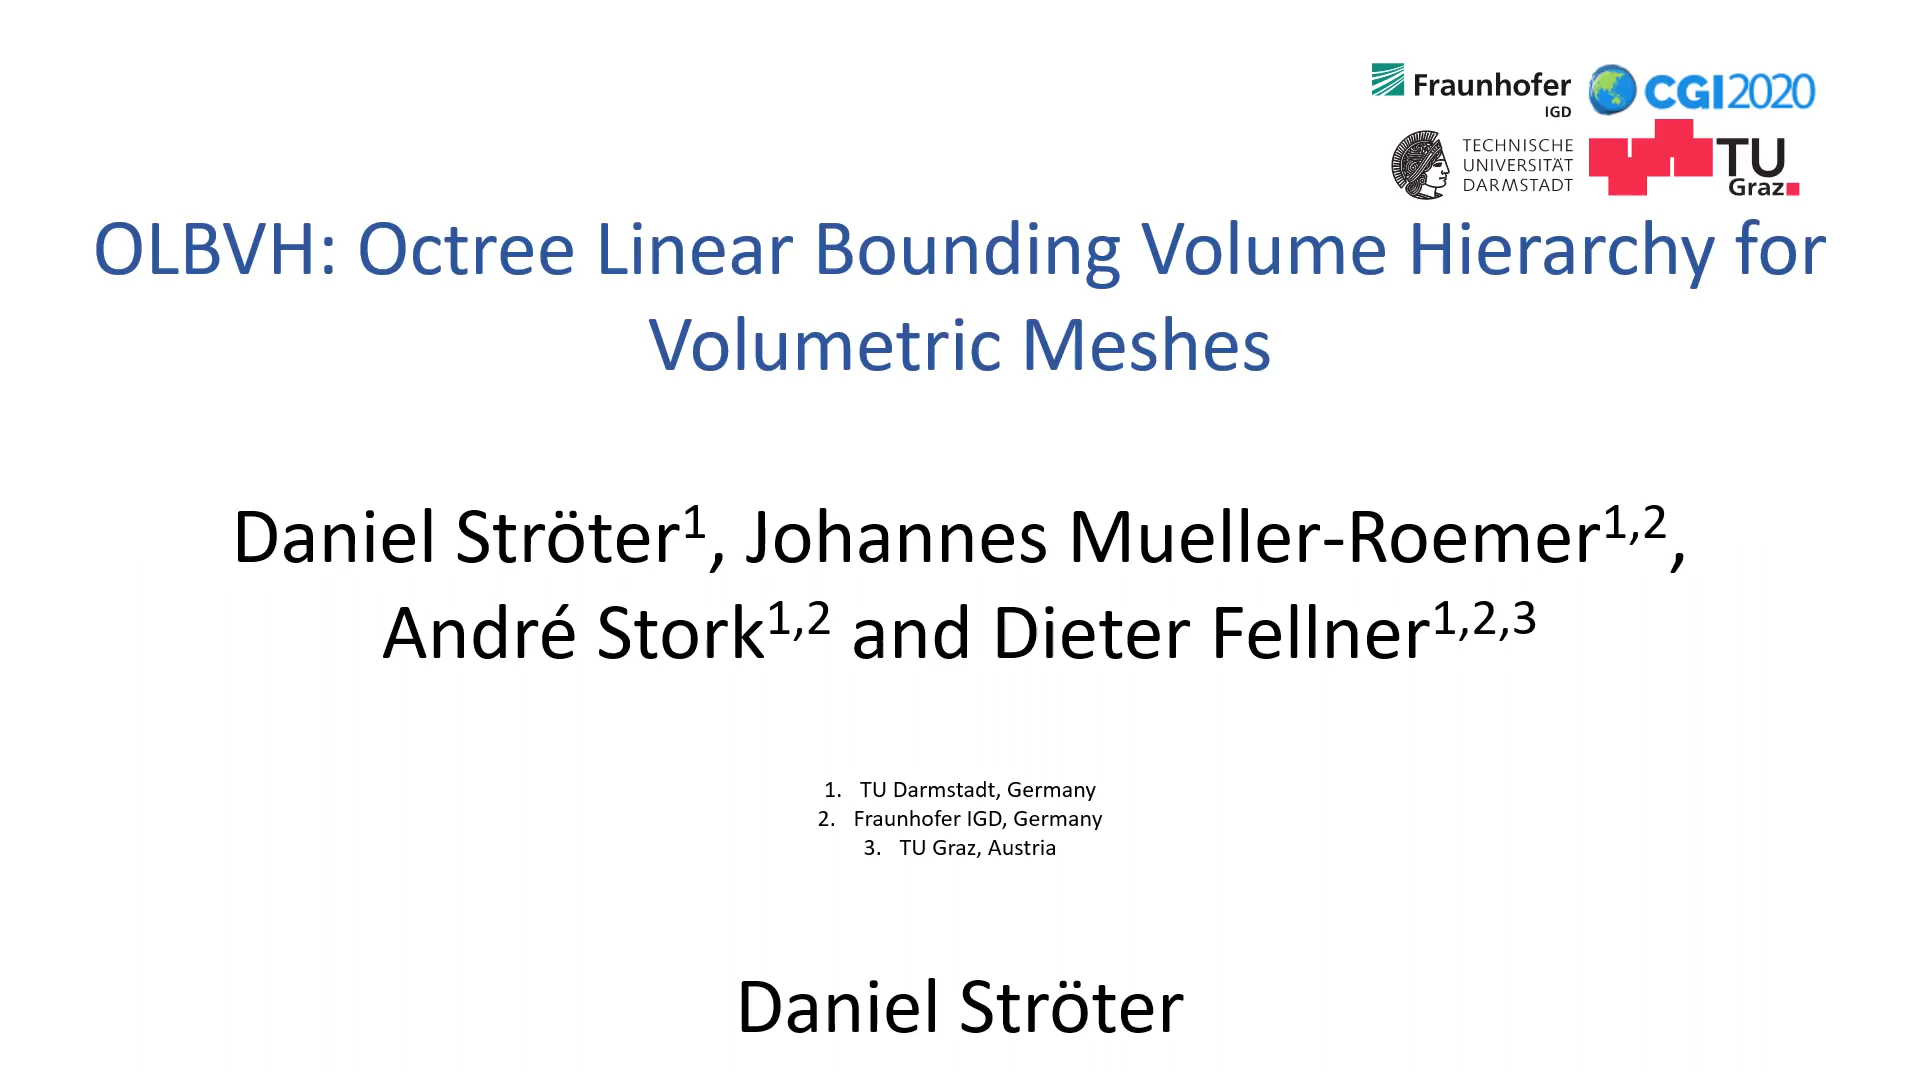 Fraunhofer
IGD
CGI2020
TECHNISCHE
UNIVERSITÄT
DARMSTADT
TU
Graz
OLBVH: Octree Linear Bounding Volume Hierarchy for
Volumetric Meshes
Daniel Ströter1, Johannes Mueller-Roemer1,2,
André Stork1,2 and Dieter Fellner1,2,3
1. TU Darmstadt, Germany
2. Fraunhofer IGD, Germany
3. TU Graz, Austria
Daniel Ströter